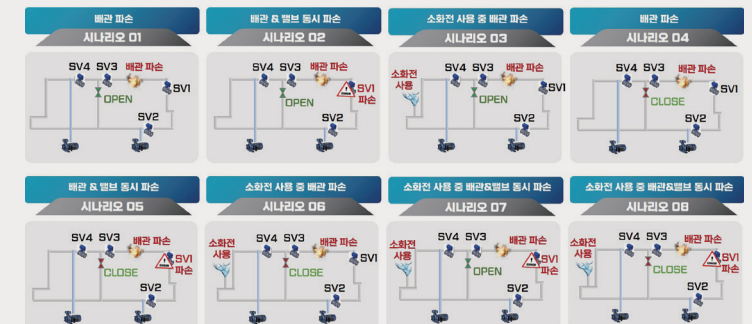 배관 파손
시나리오 01
SV4 SV3 배관 파손
SV1
OPEN
SV2
배관 & 밸브 동시 파손
시나리오 02
SV4 SV3 배관 파손
SV1
파손
OPEN
SV2
소화전 사용 중 배관 파손
시나리오 03
소화전
사용
SV4 SV3 배관 파손
SV1
OPEN
SV2
배관 파손
시나리오 04
SV4 SV3 배관 파손
SV1
CLOSE
SV2
배관 & 밸브 동시 파손
시나리오 05
SV4 SV3 배관 파손
SV1
파손
CLOSE
SV2
소화전 사용 중 배관 파손
시나리오 06
소화전
사용
SV4 SV3 배관 파손
SV1
CLOSE
SV2
소화전 사용 중 배관&밸브 동시 파손
시나리오 07
소화전
사용
SV4 SV3 배관 파손
SV1
파손
OPEN
SV2
소화전 사용 중 배관&밸브 동시 파손
시나리오 08
소화전
사용
SV4 SV3 배관 파손
SV1
파손
CLOSE
SV2